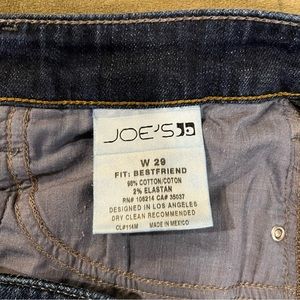 JOE'S
W 29
FIT: BESTFRIEND
98% COTTON/COTON
2% ELASTAN
RN# 106214 CA# 35037
DESIGNED IN LOS ANGELES
DRY CLEAN RECOMMENDED
MADE IN MEXICO
CL#114M